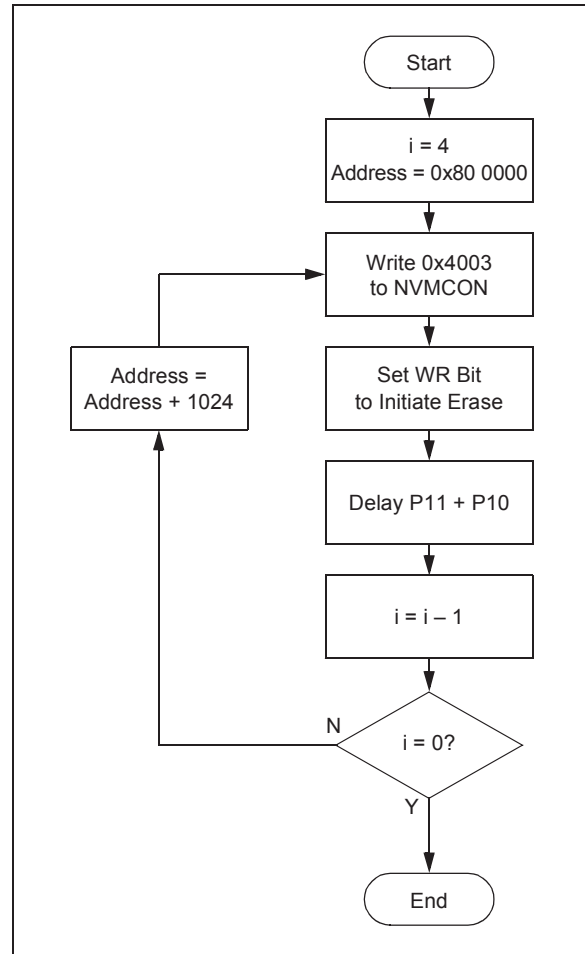 Start
i = 4
Address = 0x80 0000
Write 0x4003
to NVMCON
Address =
Address + 1024
Set WR Bit
to Initiate Erase
Delay P11 + P10
i = i – 1
N
i = 0?
Y
End